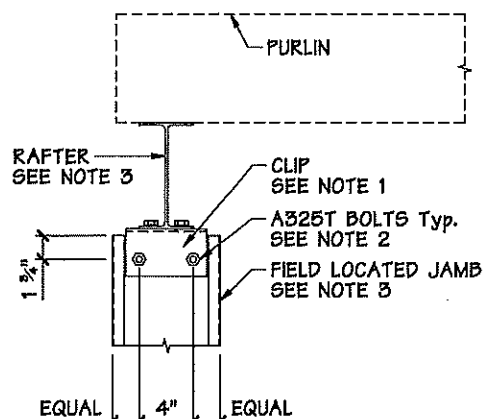 PURLIN
RAFTER
SEE NOTE 3
CLIP
SEE NOTE 1
A325T BOLTS Typ.
SEE NOTE 2
FIELD LOCATED JAMB
SEE NOTE 3
1 3/4"
EQUAL 4" EQUAL